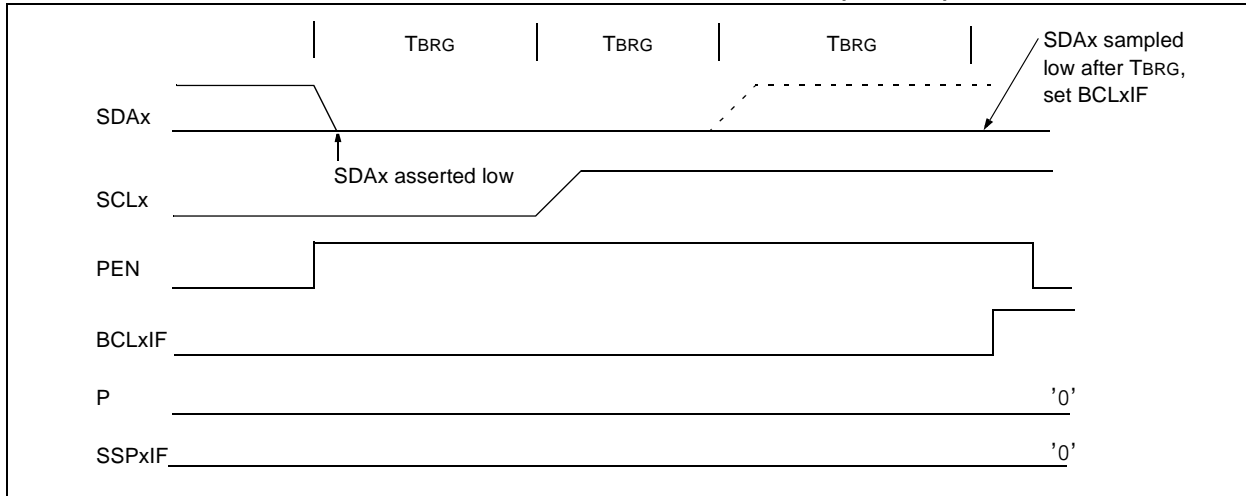 TBRG TBRG TBRG
SDAx sampled
low after TBRG,
set BCLxIF
SDAx
SDAx asserted low
SCLx
PEN
BCLxIF
P '0'
SSPxIF '0'